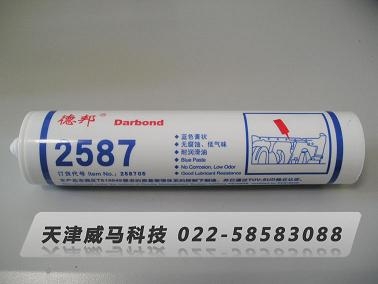 德邦® Darbond
2587
◆ 蓝色膏状
◆ 无腐蚀、低气味
◆ 耐润滑油
◆ Blue Paste
◆ No Corrosion, Low Odor
◆ Good Lubricant Resistance
订货代号 Item No.: 258706
天津威马科技 022-58583088